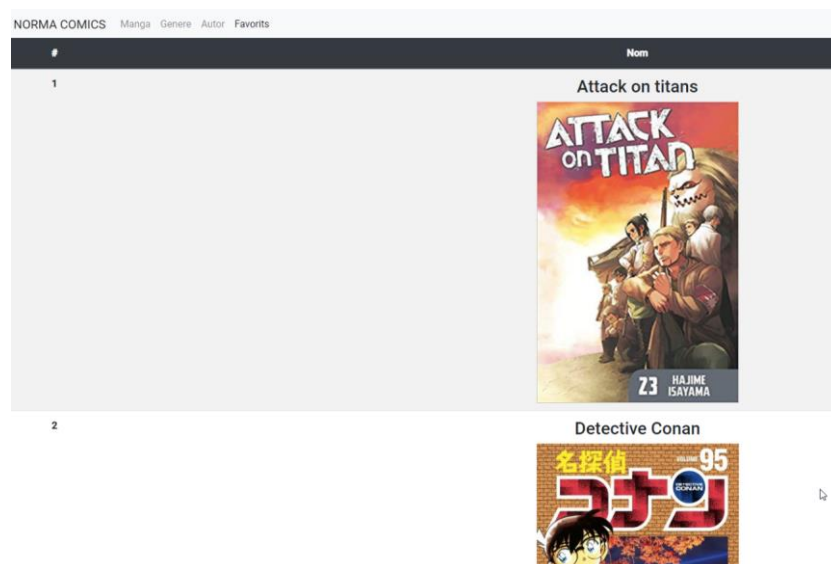 NORMA COMICS Manga Genere Autor Favorits
# Nom
1 Attack on titans
ATTACK
on TITAN
23 HAJIME
ISAYAMA
2 Detective Conan
名探偵 VOLUME 95
コナン DETECTIVE
CONAN